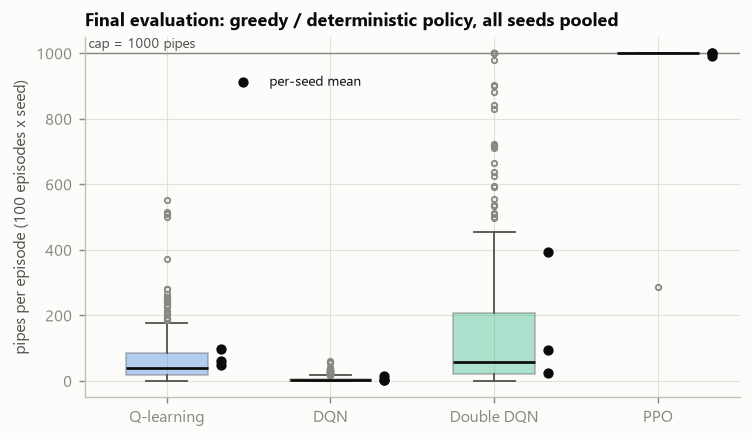 Final evaluation: greedy / deterministic policy, all seeds pooled
cap = 1000 pipes
per-seed mean
pipes per episode (100 episodes x seed)
1000
800
600
400
200
0
Q-learning
DQN
Double DQN
PPO